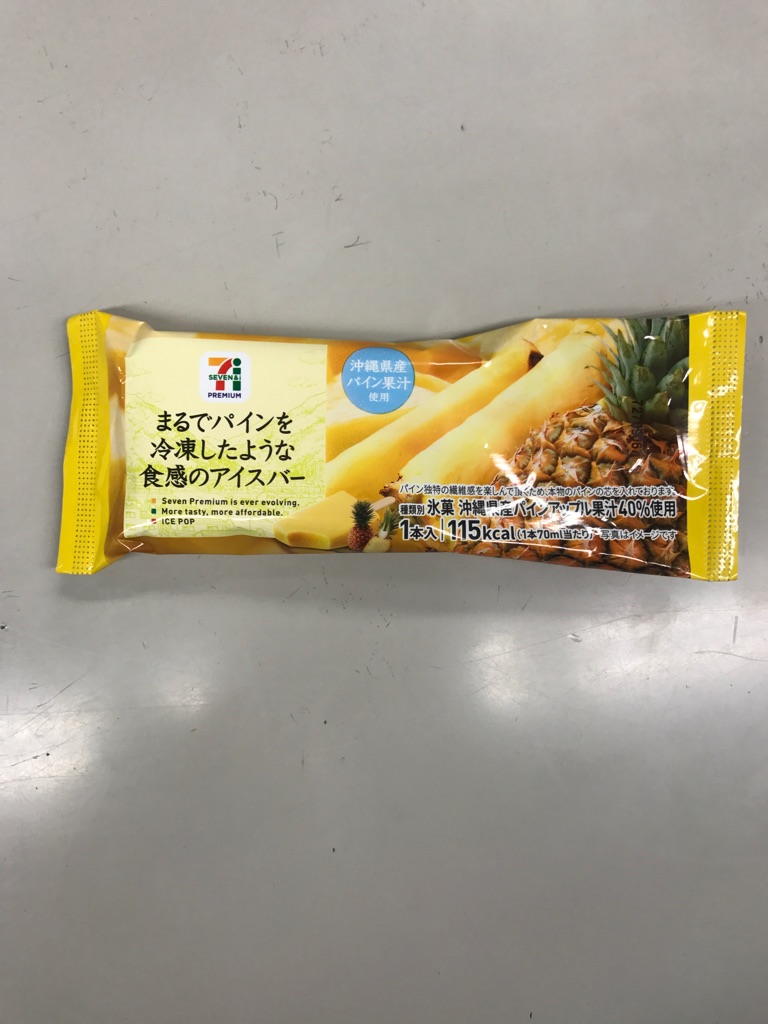 7i
SEVEN & i
PREMIUM
まるでパインを
冷凍したような
食感のアイスバー
Seven Premium is ever evolving.
More tasty, more affordable.
ICE POP
沖縄県産
パイン果汁
使用
パイン独特の繊維感を楽しんで頂くため、本物のパインの芯を入れております。
種類別 氷菓 沖縄県産パインアップル果汁40%使用
1本入 115kcal(1本70ml当たり) 写真はイメージです